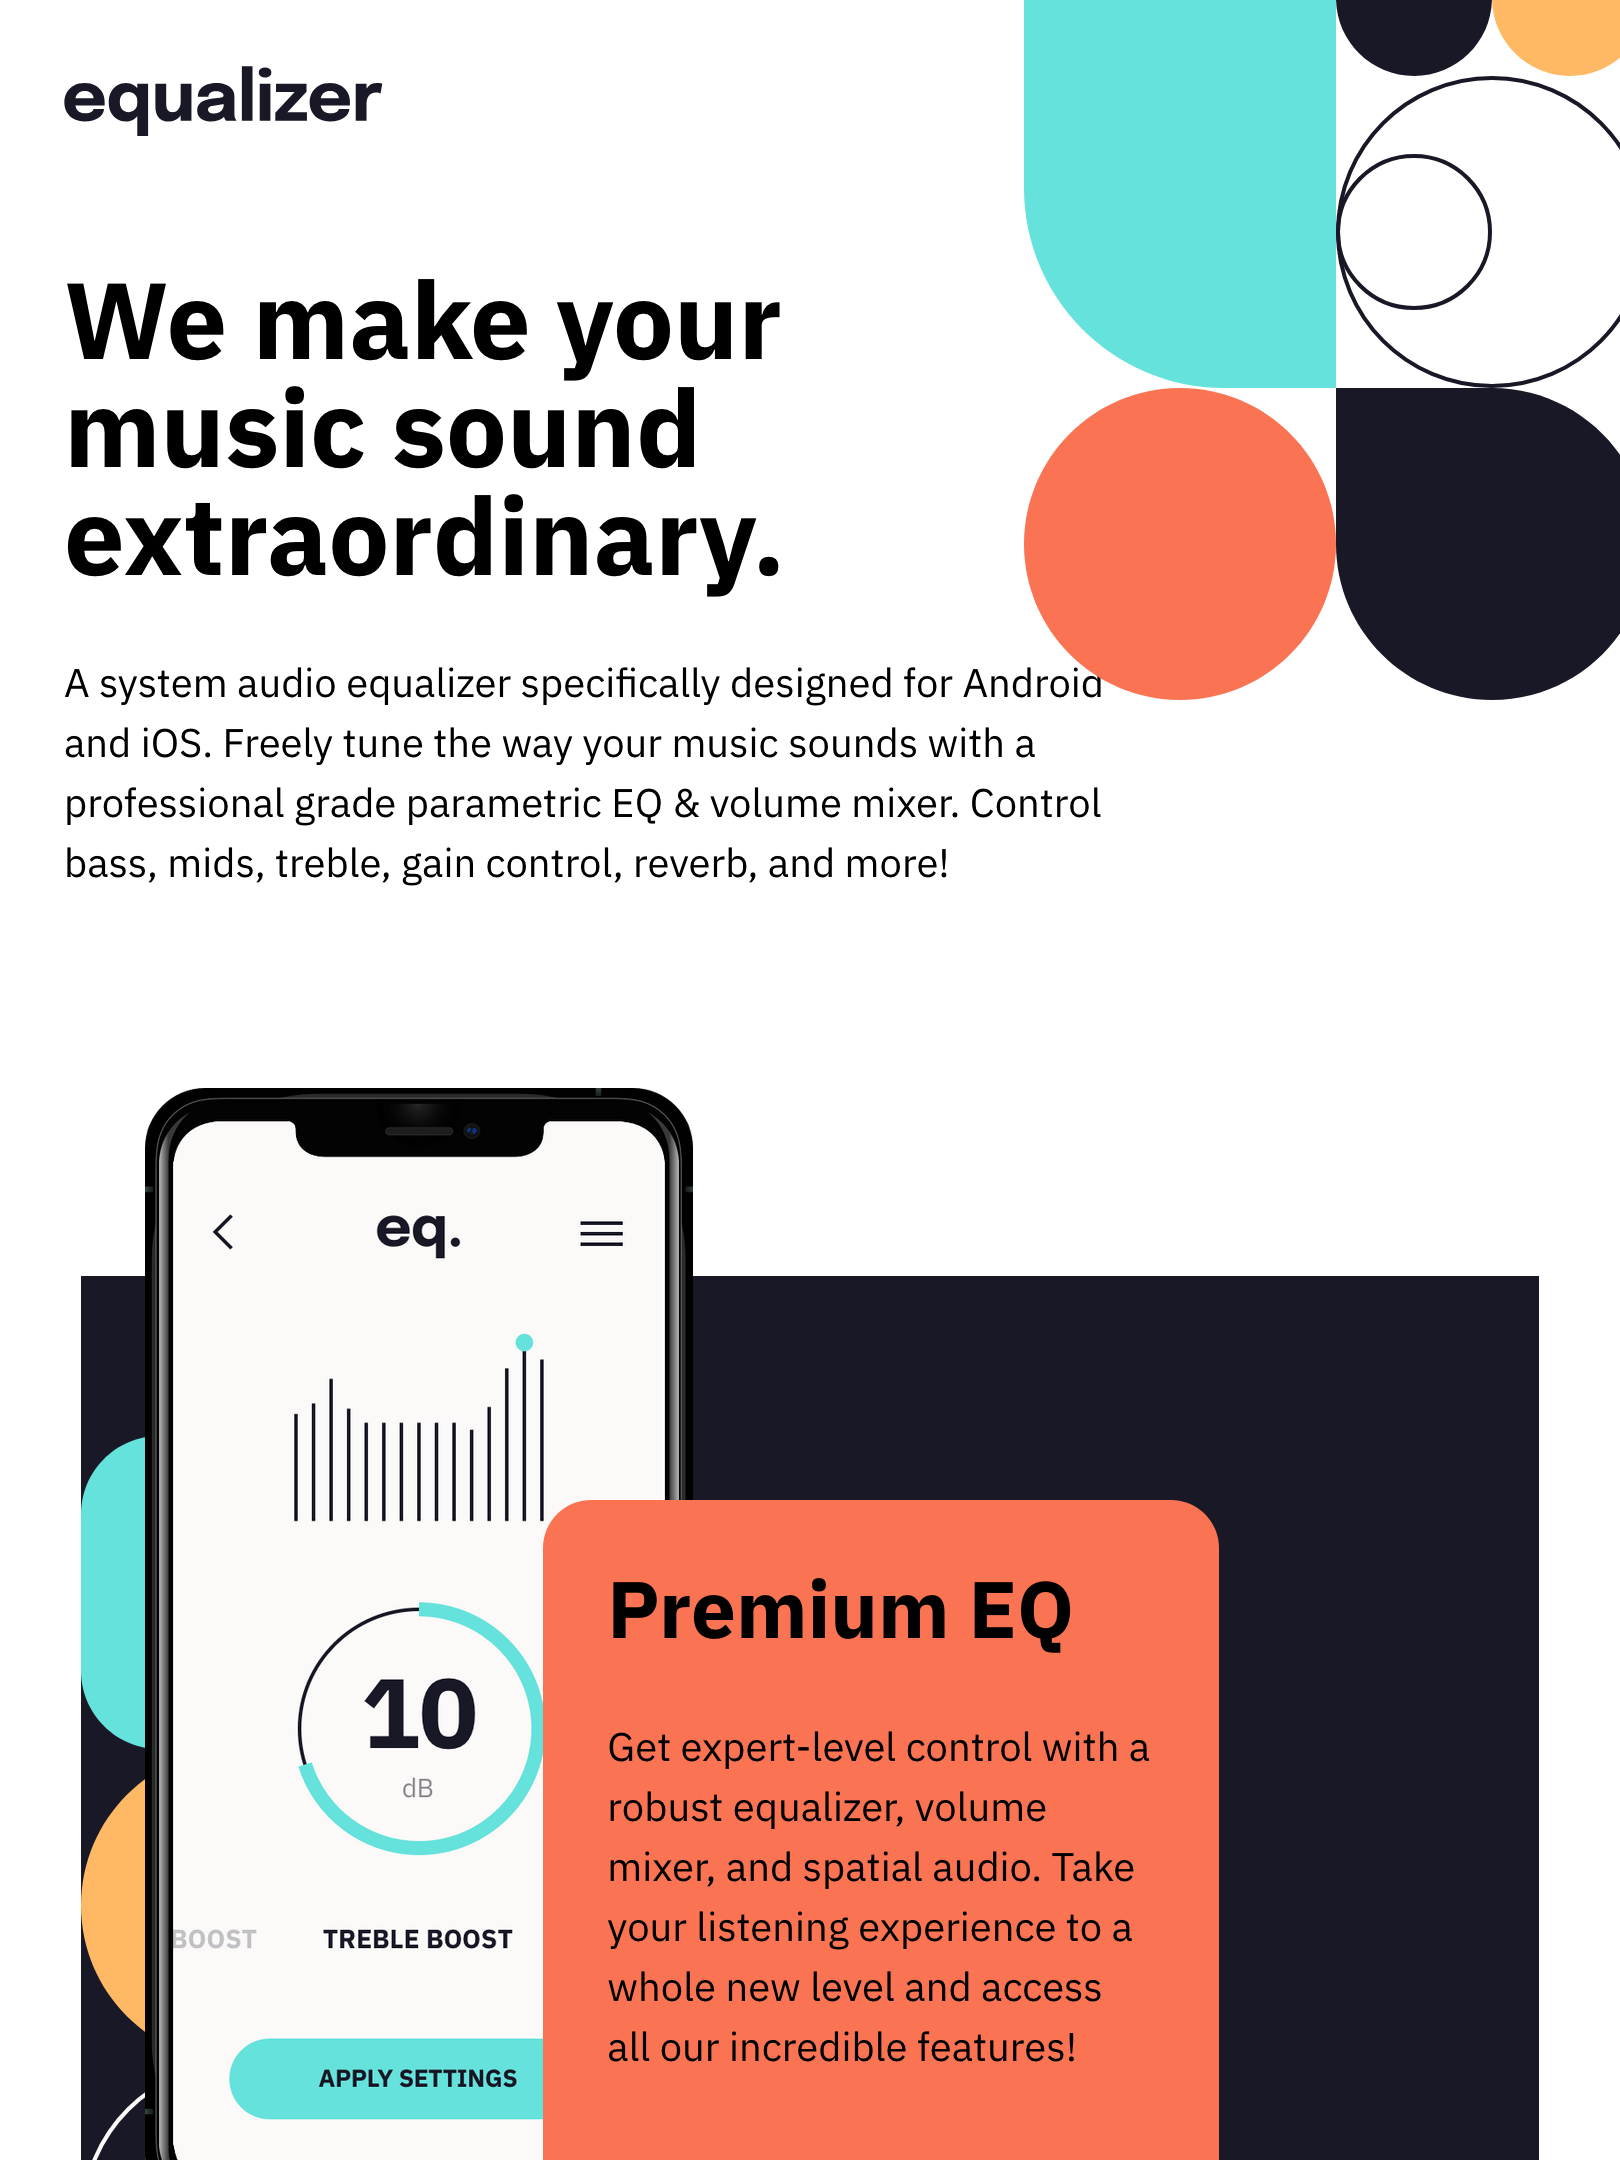 equalizer
We make your
music sound
extraordinary.
A system audio equalizer specifically designed for Android
and iOS. Freely tune the way your music sounds with a
professional grade parametric EQ & volume mixer. Control
bass, mids, treble, gain control, reverb, and more!
eq.
10
dB
BOOST
TREBLE BOOST
APPLY SETTINGS
Premium EQ
Get expert-level control with a
robust equalizer, volume
mixer, and spatial audio. Take
your listening experience to a
whole new level and access
all our incredible features!